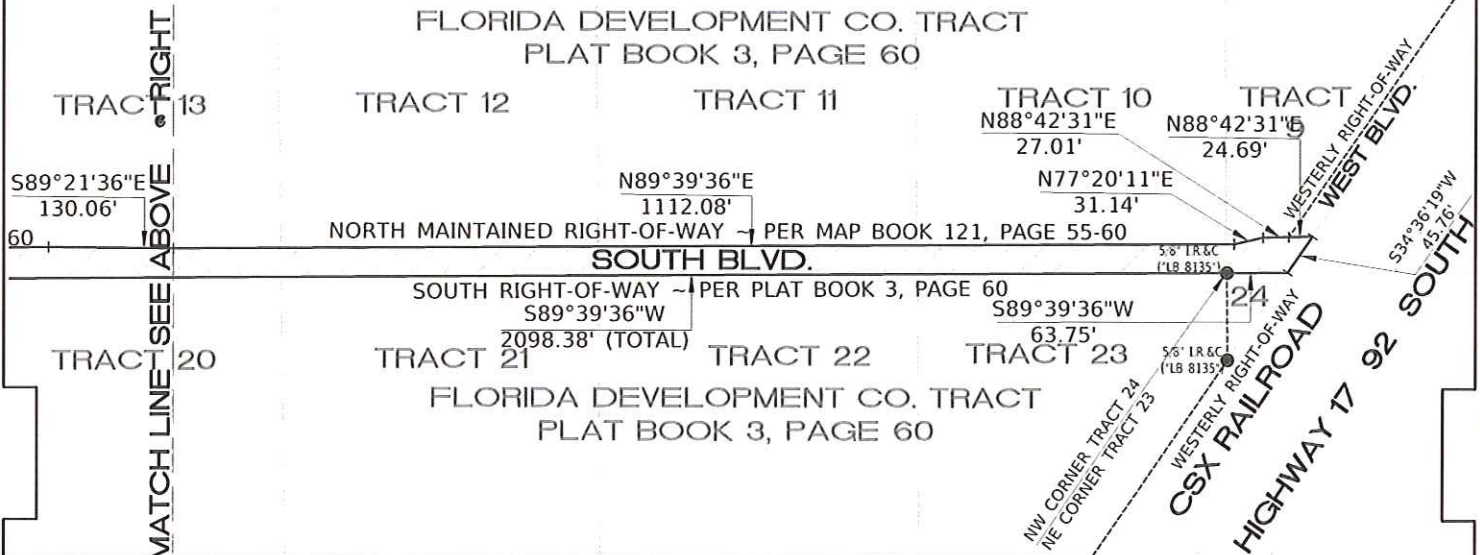 FLORIDA DEVELOPMENT CO. TRACT
PLAT BOOK 3, PAGE 60
TRACT 13
TRACT 12
TRACT 11
TRACT 10
TRACT 9
MATCH LINE SEE ABOVE RIGHT
S89°21'36"E
130.06'
60
N89°39'36"E
1112.08'
N88°42'31"E
27.01'
N88°42'31"E
24.69'
N77°20'11"E
31.14'
WESTERLY RIGHT-OF-WAY
WEST BLVD.
S34°36'19"W
45.76'
NORTH MAINTAINED RIGHT-OF-WAY ~ PER MAP BOOK 121, PAGE 55-60
SOUTH BLVD.
5/8" I.R.&C
("LB 8135")
SOUTH RIGHT-OF-WAY ~ PER PLAT BOOK 3, PAGE 60
S89°39'36"W
2098.38' (TOTAL)
S89°39'36"W
63.75'
24
TRACT 20
TRACT 21
TRACT 22
TRACT 23
5/8" I.R.&C
("LB 8135")
FLORIDA DEVELOPMENT CO. TRACT
PLAT BOOK 3, PAGE 60
NW CORNER TRACT 24
NE CORNER TRACT 23
WESTERLY RIGHT-OF-WAY
CSX RAILROAD
HIGHWAY 17 92 SOUTH